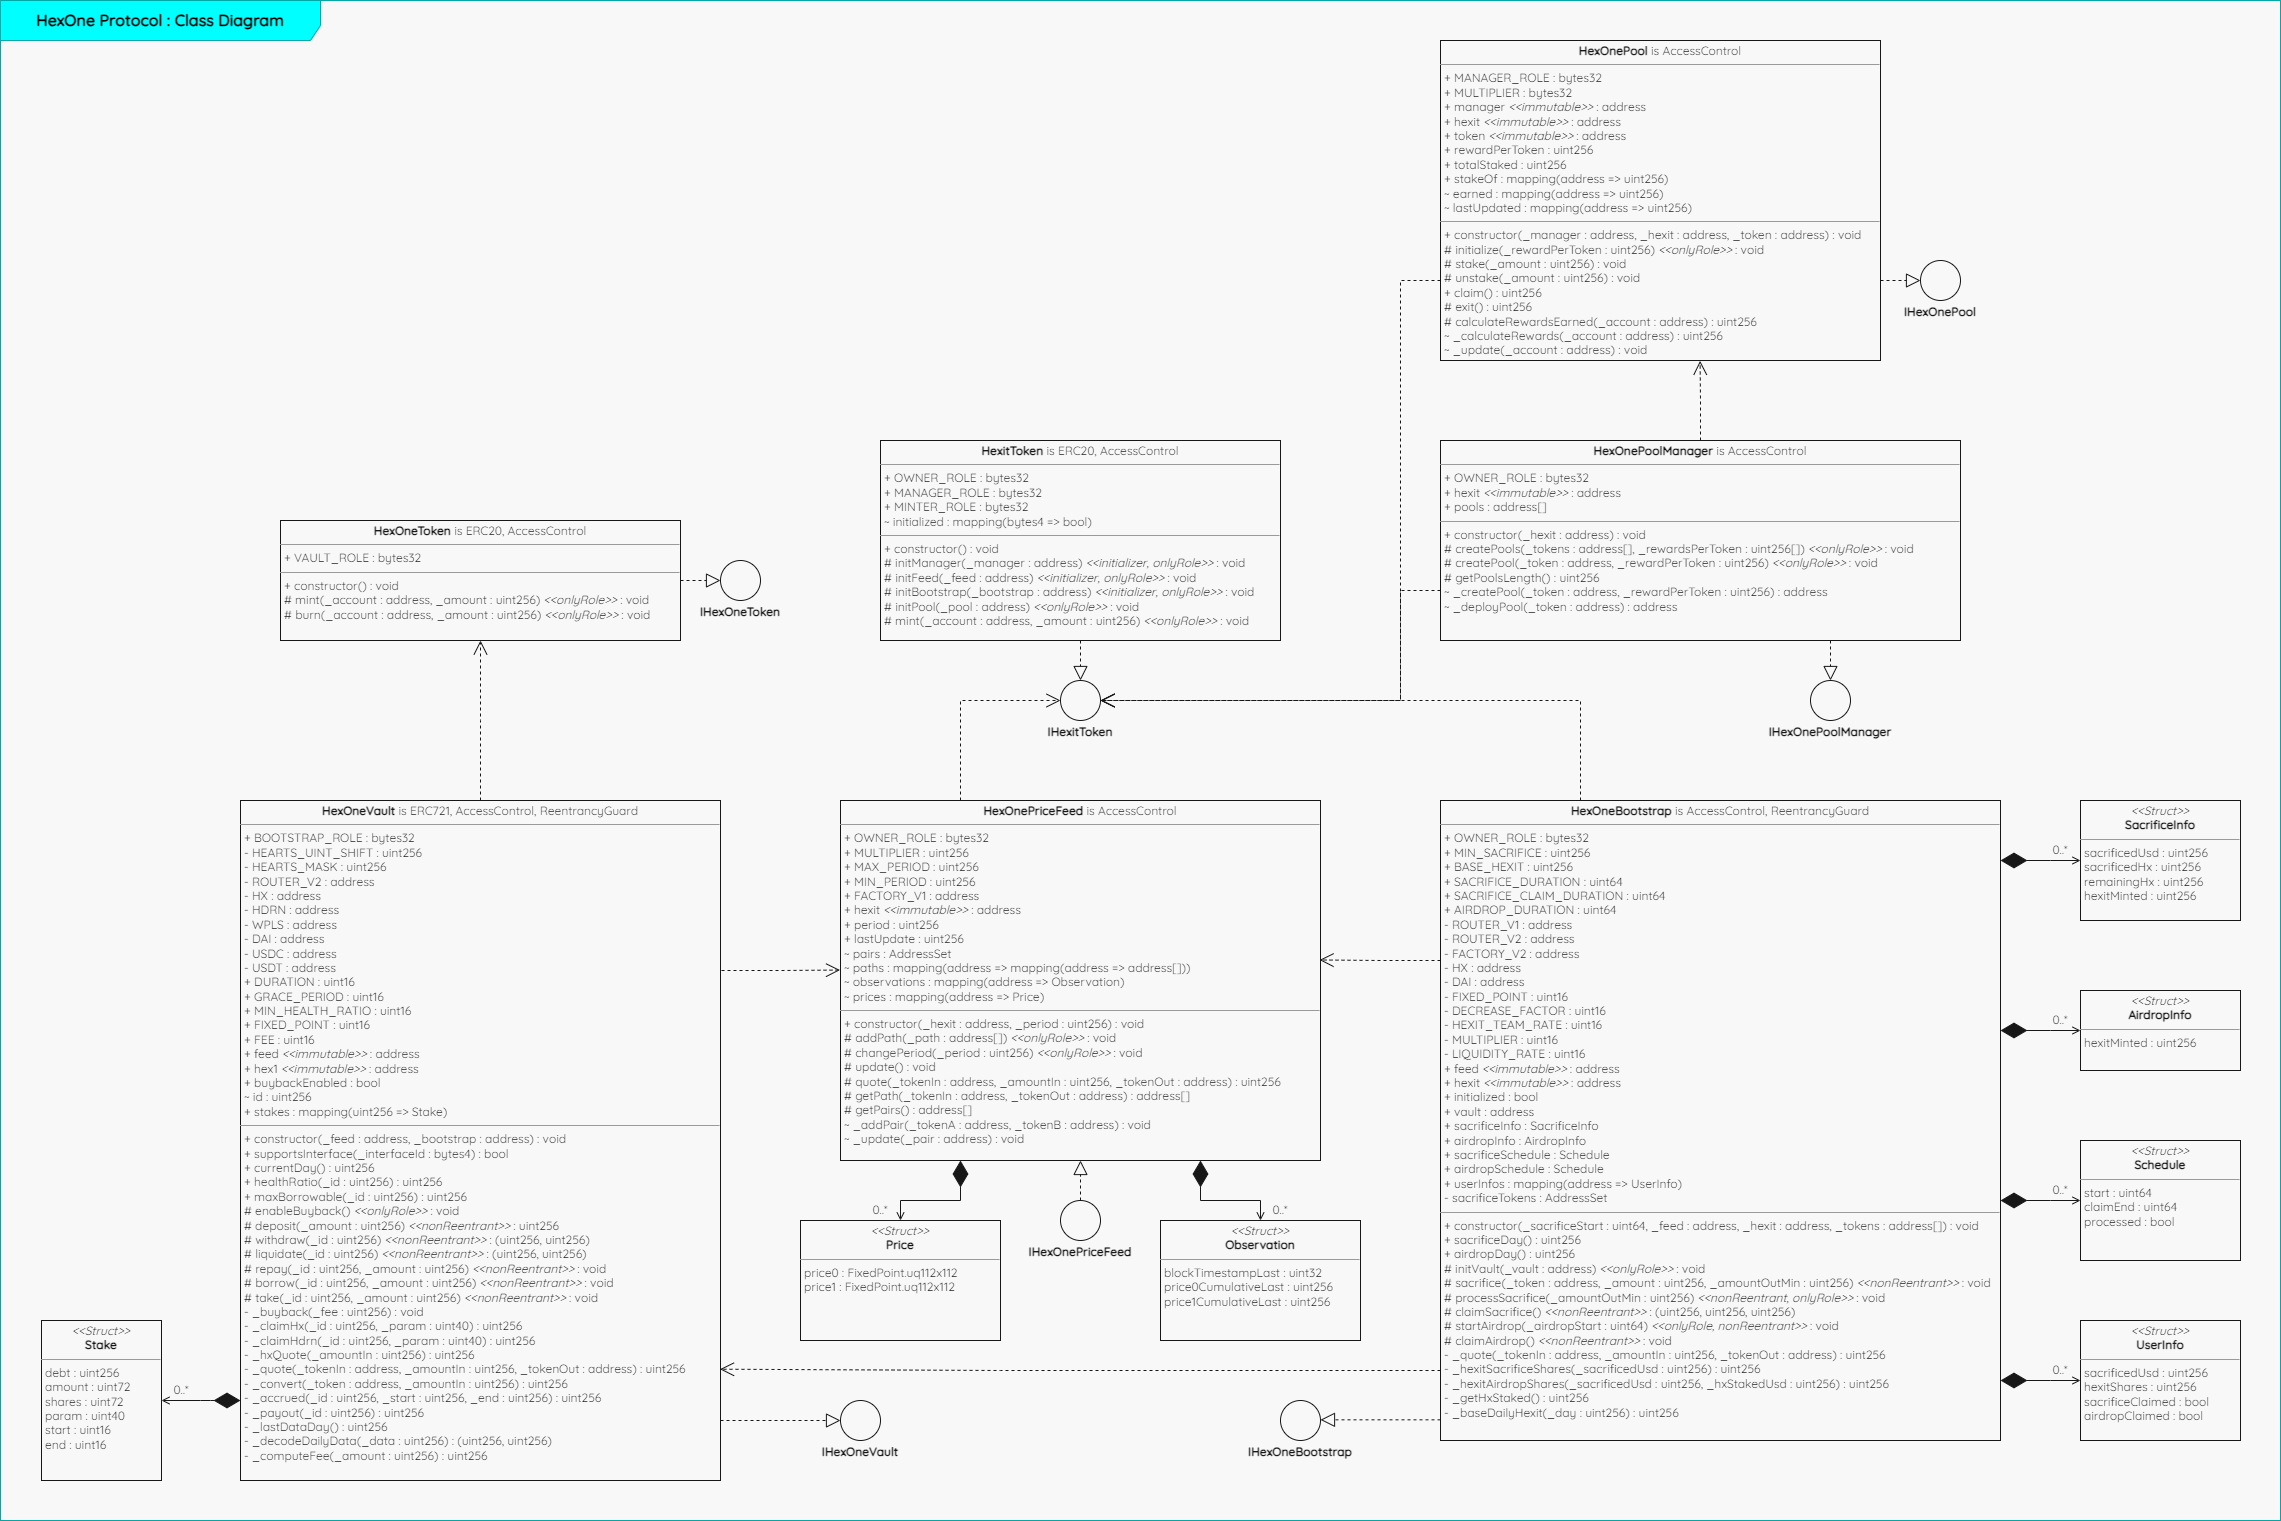 HexOne Protocol : Class Diagram
HexOnePool is AccessControl
+ MANAGER_ROLE : bytes32
+ MULTIPLIER : bytes32
+ manager <<immutable>> : address
+ hexit <<immutable>> : address
+ token <<immutable>> : address
+ rewardPerToken : uint256
+ totalStaked : uint256
+ stakeOf : mapping(address => uint256)
~ earned : mapping(address => uint256)
~ lastUpdated : mapping(address => uint256)
+ constructor(_manager : address, _hexit : address, _token : address) : void
# initialize(_rewardPerToken : uint256) <<onlyRole>> : void
# stake(_amount : uint256) : void
# unstake(_amount : uint256) : void
+ claim() : uint256
# exit() : uint256
# calculateRewardsEarned(_account : address) : uint256
~ _calculateRewards(_account : address) : uint256
~ _update(_account : address) : void
IHexOnePool
HexitToken is ERC20, AccessControl
+ OWNER_ROLE : bytes32
+ MANAGER_ROLE : bytes32
+ MINTER_ROLE : bytes32
~ initialized : mapping(bytes4 => bool)
+ constructor() : void
# initManager(_manager : address) <<initializer, onlyRole>> : void
# initFeed(_feed : address) <<initializer, onlyRole>> : void
# initBootstrap(_bootstrap : address) <<initializer, onlyRole>> : void
# initPool(_pool : address) <<onlyRole>> : void
# mint(_account : address, _amount : uint256) <<onlyRole>> : void
IHexitToken
HexOnePoolManager is AccessControl
+ OWNER_ROLE : bytes32
+ hexit <<immutable>> : address
+ pools : address[]
+ constructor(_hexit : address) : void
# createPools(_tokens : address[], _rewardsPerToken : uint256[]) <<onlyRole>> : void
# createPool(_token : address, _rewardPerToken : uint256) <<onlyRole>> : void
# getPoolsLength() : uint256
~ _createPool(_token : address, _rewardPerToken : uint256) : address
~ _deployPool(_token : address) : address
IHexOnePoolManager
HexOneToken is ERC20, AccessControl
+ VAULT_ROLE : bytes32
+ constructor() : void
# mint(_account : address, _amount : uint256) <<onlyRole>> : void
# burn(_account : address, _amount : uint256) <<onlyRole>> : void
IHexOneToken
HexOneVault is ERC721, AccessControl, ReentrancyGuard
+ BOOTSTRAP_ROLE : bytes32
- HEARTS_UINT_SHIFT : uint256
- HEARTS_MASK : uint256
- ROUTER_V2 : address
- HX : address
- HDRN : address
- WPLS : address
- DAI : address
- USDC : address
- USDT : address
+ DURATION : uint16
+ GRACE_PERIOD : uint16
+ MIN_HEALTH_RATIO : uint16
+ FIXED_POINT : uint16
+ FEE : uint16
+ feed <<immutable>> : address
+ hex1 <<immutable>> : address
+ buybackEnabled : bool
~ id : uint256
+ stakes : mapping(uint256 => Stake)
+ constructor(_feed : address, _bootstrap : address) : void
+ supportsInterface(_interfaceId : bytes4) : bool
+ currentDay() : uint256
+ healthRatio(_id : uint256) : uint256
+ maxBorrowable(_id : uint256) : uint256
# enableBuyback() <<onlyRole>> : void
# deposit(_amount : uint256) <<nonReentrant>> : uint256
# withdraw(_id : uint256) <<nonReentrant>> : (uint256, uint256)
# liquidate(_id : uint256) <<nonReentrant>> : (uint256, uint256)
# repay(_id : uint256, _amount : uint256) <<nonReentrant>> : void
# borrow(_id : uint256, _amount : uint256) <<nonReentrant>> : void
# take(_id : uint256, _amount : uint256) <<nonReentrant>> : void
- _buyback(_fee : uint256) : void
- _claimHx(_id : uint256, _param : uint40) : uint256
- _claimHdrn(_id : uint256, _param : uint40) : uint256
- _hxQuote(_amountIn : uint256) : uint256
- _quote(_tokenIn : address, _amountIn : uint256, _tokenOut : address) : uint256
- _convert(_token : address, _amountIn : uint256) : uint256
- _accrued(_id : uint256, _start : uint256, _end : uint256) : uint256
- _payout(_id : uint256) : uint256
- _lastDataDay() : uint256
- _decodeDailyData(_data : uint256) : (uint256, uint256)
- _computeFee(_amount : uint256) : uint256
IHexOneVault
0..*
<<Struct>>
Stake
debt : uint256
amount : uint72
shares : uint72
param : uint40
start : uint16
end : uint16
HexOnePriceFeed is AccessControl
+ OWNER_ROLE : bytes32
+ MULTIPLIER : uint256
+ MAX_PERIOD : uint256
+ MIN_PERIOD : uint256
+ FACTORY_V1 : address
+ hexit <<immutable>> : address
+ period : uint256
+ lastUpdate : uint256
~ pairs : AddressSet
~ paths : mapping(address => mapping(address => address[]))
~ observations : mapping(address => Observation)
~ prices : mapping(address => Price)
+ constructor(_hexit : address, _period : uint256) : void
# addPath(_path : address[]) <<onlyRole>> : void
# changePeriod(_period : uint256) <<onlyRole>> : void
# update() : void
# quote(_tokenIn : address, _amountIn : uint256, _tokenOut : address) : uint256
# getPath(_tokenIn : address, _tokenOut : address) : address[]
# getPairs() : address[]
~ _addPair(_tokenA : address, _tokenB : address) : void
~ _update(_pair : address) : void
0..*
<<Struct>>
Price
price0 : FixedPoint.uq112x112
price1 : FixedPoint.uq112x112
IHexOnePriceFeed
0..*
<<Struct>>
Observation
blockTimestampLast : uint32
price0CumulativeLast : uint256
price1CumulativeLast : uint256
HexOneBootstrap is AccessControl, ReentrancyGuard
+ OWNER_ROLE : bytes32
+ MIN_SACRIFICE : uint256
+ BASE_HEXIT : uint256
+ SACRIFICE_DURATION : uint64
+ SACRIFICE_CLAIM_DURATION : uint64
+ AIRDROP_DURATION : uint64
- ROUTER_V1 : address
- ROUTER_V2 : address
- FACTORY_V2 : address
- HX : address
- DAI : address
- FIXED_POINT : uint16
- DECREASE_FACTOR : uint16
- HEXIT_TEAM_RATE : uint16
- MULTIPLIER : uint16
- LIQUIDITY_RATE : uint16
+ feed <<immutable>> : address
+ hexit <<immutable>> : address
+ initialized : bool
+ vault : address
+ sacrificeInfo : SacrificeInfo
+ airdropInfo : AirdropInfo
+ sacrificeSchedule : Schedule
+ airdropSchedule : Schedule
+ userInfos : mapping(address => UserInfo)
- sacrificeTokens : AddressSet
+ constructor(_sacrificeStart : uint64, _feed : address, _hexit : address, _tokens : address[]) : void
+ sacrificeDay() : uint256
+ airdropDay() : uint256
# initVault(_vault : address) <<onlyRole>> : void
# sacrifice(_token : address, _amount : uint256, _amountOutMin : uint256) <<nonReentrant>> : void
# processSacrifice(_amountOutMin : uint256) <<nonReentrant, onlyRole>> : void
# claimSacrifice() <<nonReentrant>> : (uint256, uint256, uint256)
# startAirdrop(_airdropStart : uint64) <<onlyRole, nonReentrant>> : void
# claimAirdrop() <<nonReentrant>> : void
- _quote(_tokenIn : address, _amountIn : uint256, _tokenOut : address) : uint256
- _hexitSacrificeShares(_sacrificedUsd : uint256) : uint256
- _hexitAirdropShares(_sacrificedUsd : uint256, _hxStakedUsd : uint256) : uint256
- _getHxStaked() : uint256
- _baseDailyHexit(_day : uint256) : uint256
IHexOneBootstrap
0..*
<<Struct>>
SacrificeInfo
sacrificedUsd : uint256
sacrificedHx : uint256
remainingHx : uint256
hexitMinted : uint256
0..*
<<Struct>>
AirdropInfo
hexitMinted : uint256
0..*
<<Struct>>
Schedule
start : uint64
claimEnd : uint64
processed : bool
0..*
<<Struct>>
UserInfo
sacrificedUsd : uint256
hexitShares : uint256
sacrificeClaimed : bool
airdropClaimed : bool